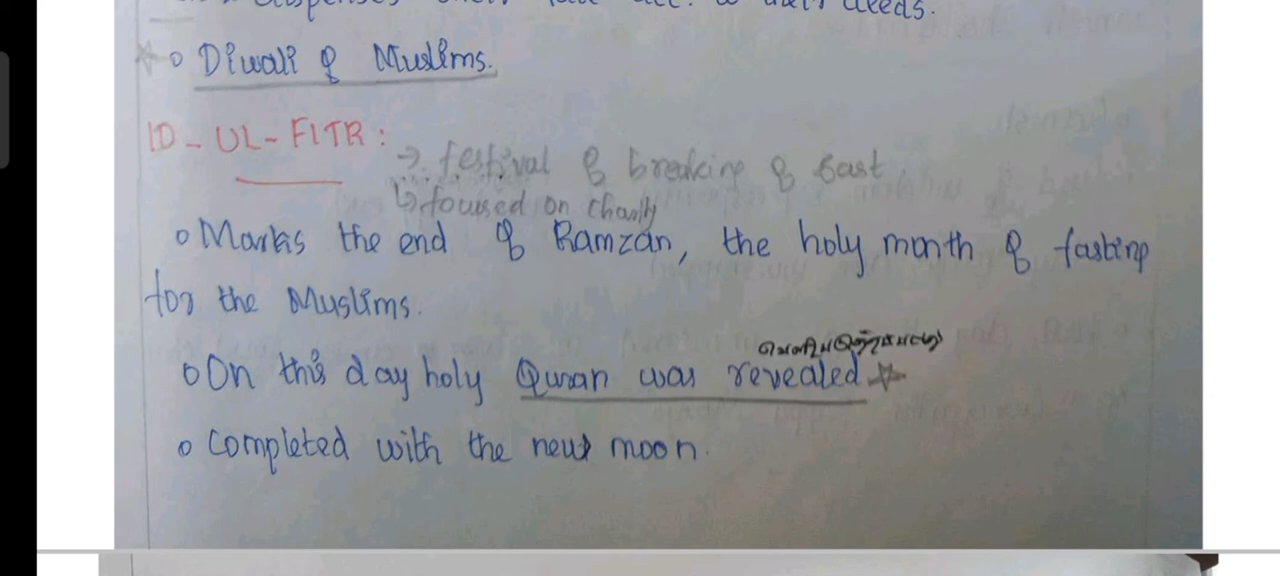 needs.
Diwali of Muslims.
ID-UL-FITR:
→ festival of breaking of fast.
↳ focused on charity
Marks the end of Ramzan, the holy month of fasting
for the Muslims.
On this day holy Quran was revealed
Completed with the new moon.